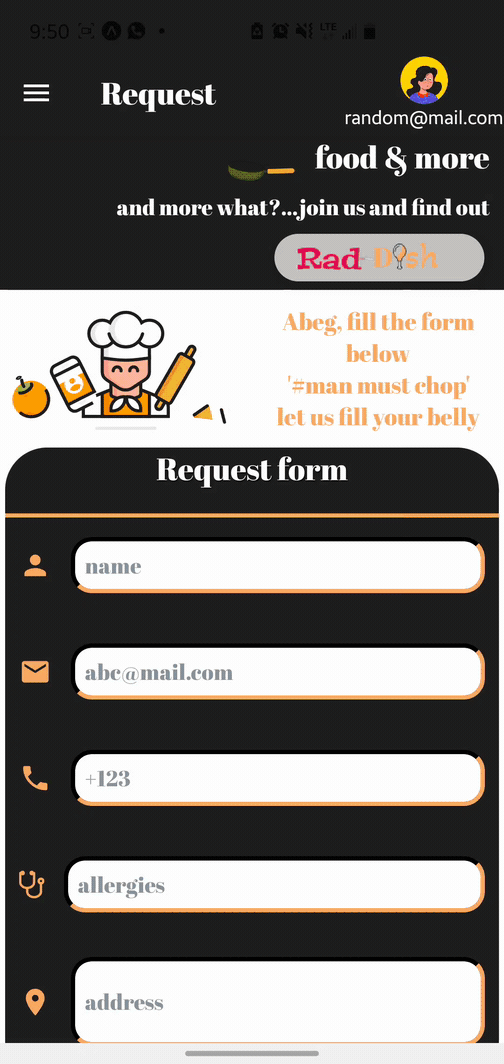 9:50
LTE
Request
random@mail.com
food & more
and more what?...join us and find out
Rad-Dish
Abeg, fill the form
below
'#man must chop'
let us fill your belly
Request form
name
abc@mail.com
+123
allergies
address